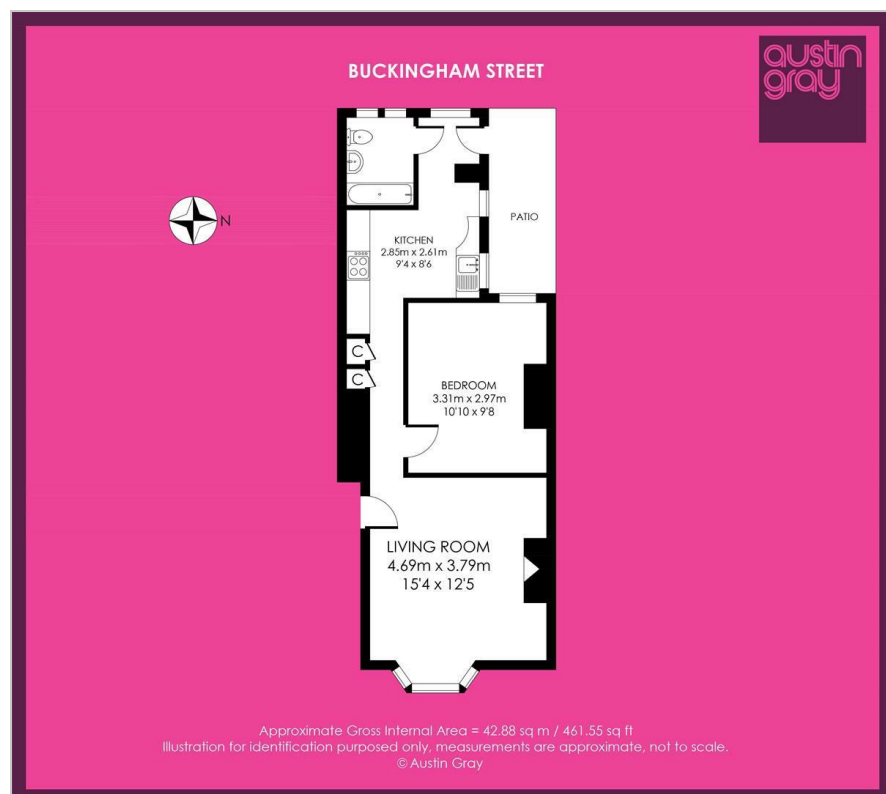 BUCKINGHAM STREET
austin
gray
N
PATIO
KITCHEN
2.85m x 2.61m
9'4 x 8'6
C
C
BEDROOM
3.31m x 2.97m
10'10 x 9'8
LIVING ROOM
4.69m x 3.79m
15'4 x 12'5
Approximate Gross Internal Area = 42.88 sq m / 461.55 sq ft
Illustration for identification purposed only, measurements are approximate, not to scale.
© Austin Gray